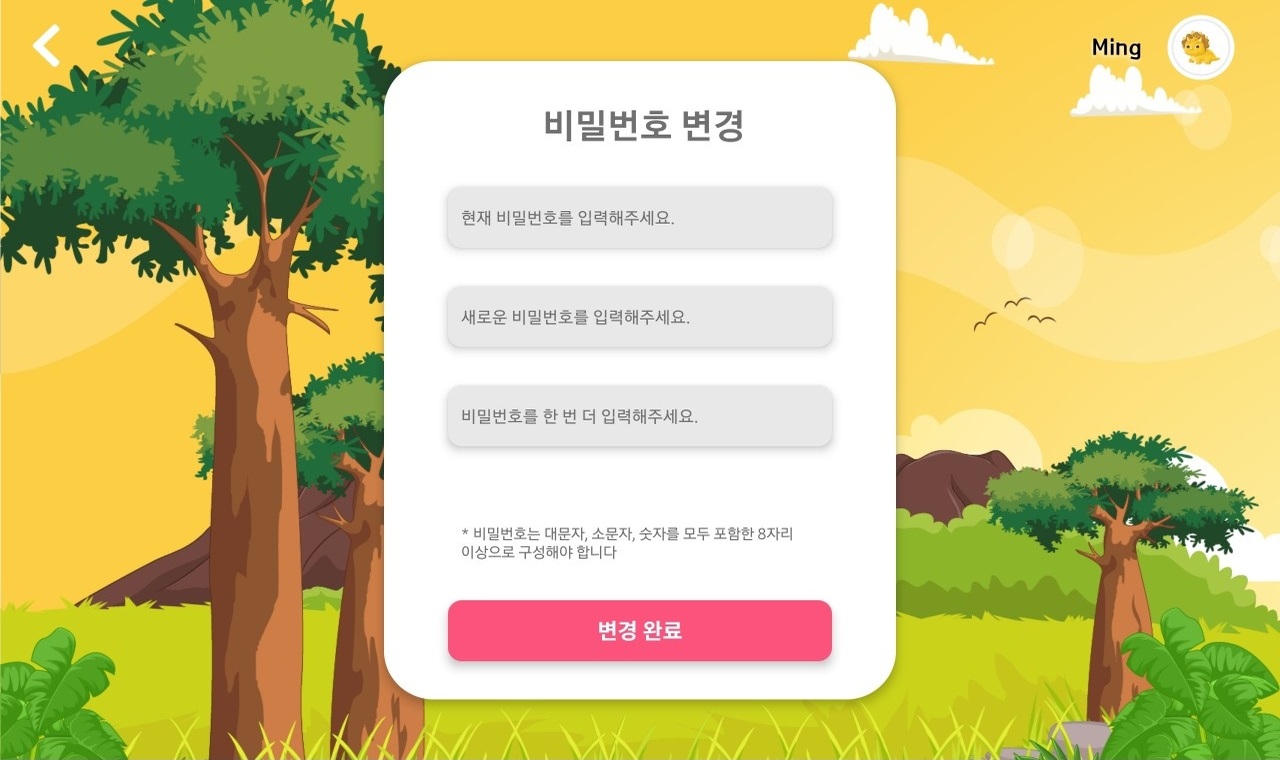 Ming
비밀번호 변경
현재 비밀번호를 입력해주세요.
새로운 비밀번호를 입력해주세요.
비밀번호를 한 번 더 입력해주세요.
* 비밀번호는 대문자, 소문자, 숫자를 모두 포함한 8자리
이상으로 구성해야 합니다
변경 완료